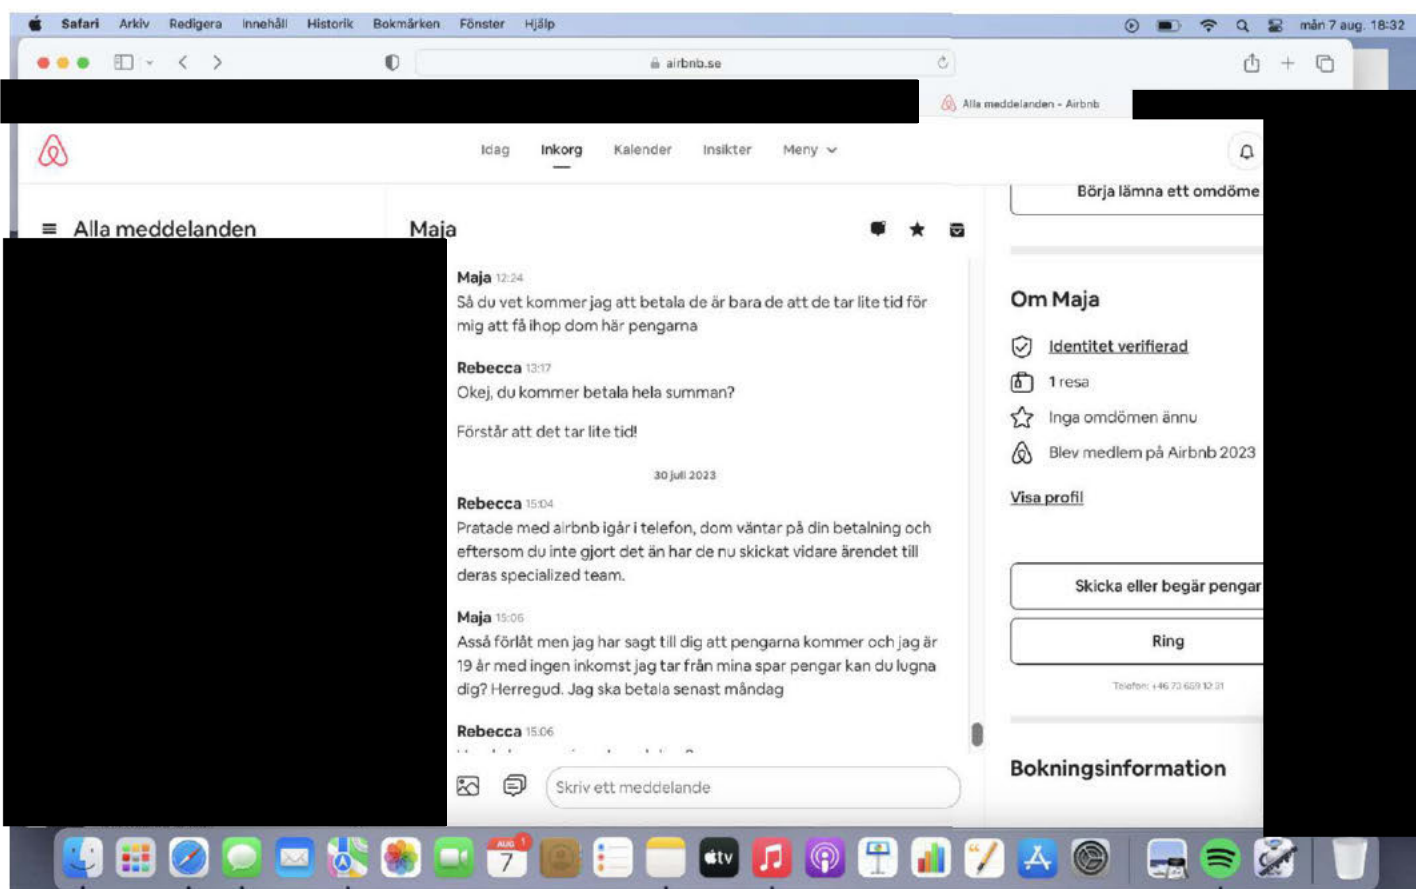 Safari Arkiv Redigera Innehåll Historik Bokmärken Fönster Hjälp mån 7 aug. 18:32
airbnb.se
Alla meddelanden - Airbnb
Idag Inkorg Kalender Insikter Meny
Börja lämna ett omdöme
Alla meddelanden
Maja
Maja 12:24
Så du vet kommer jag att betala de är bara de att de tar lite tid för
mig att få ihop dom här pengarna
Rebecca 13:17
Okej, du kommer betala hela summan?
Förstår att det tar lite tid!
30 juli 2023
Rebecca 15:04
Pratade med airbnb igår i telefon, dom väntar på din betalning och
eftersom du inte gjort det än har de nu skickat vidare ärendet till
deras specialized team.
Maja 15:06
Asså förlåt men jag har sagt till dig att pengarna kommer och jag är
19 år med ingen inkomst jag tar från mina spar pengar kan du lugna
dig? Herregud. Jag ska betala senast måndag
Rebecca 15:06
Skriv ett meddelande
Om Maja
Identitet verifierad
1 resa
Inga omdömen ännu
Blev medlem på Airbnb 2023
Visa profil
Skicka eller begär pengar
Ring
Telefon: +46 73 
Bokningsinformation
AUG 1
7
tv